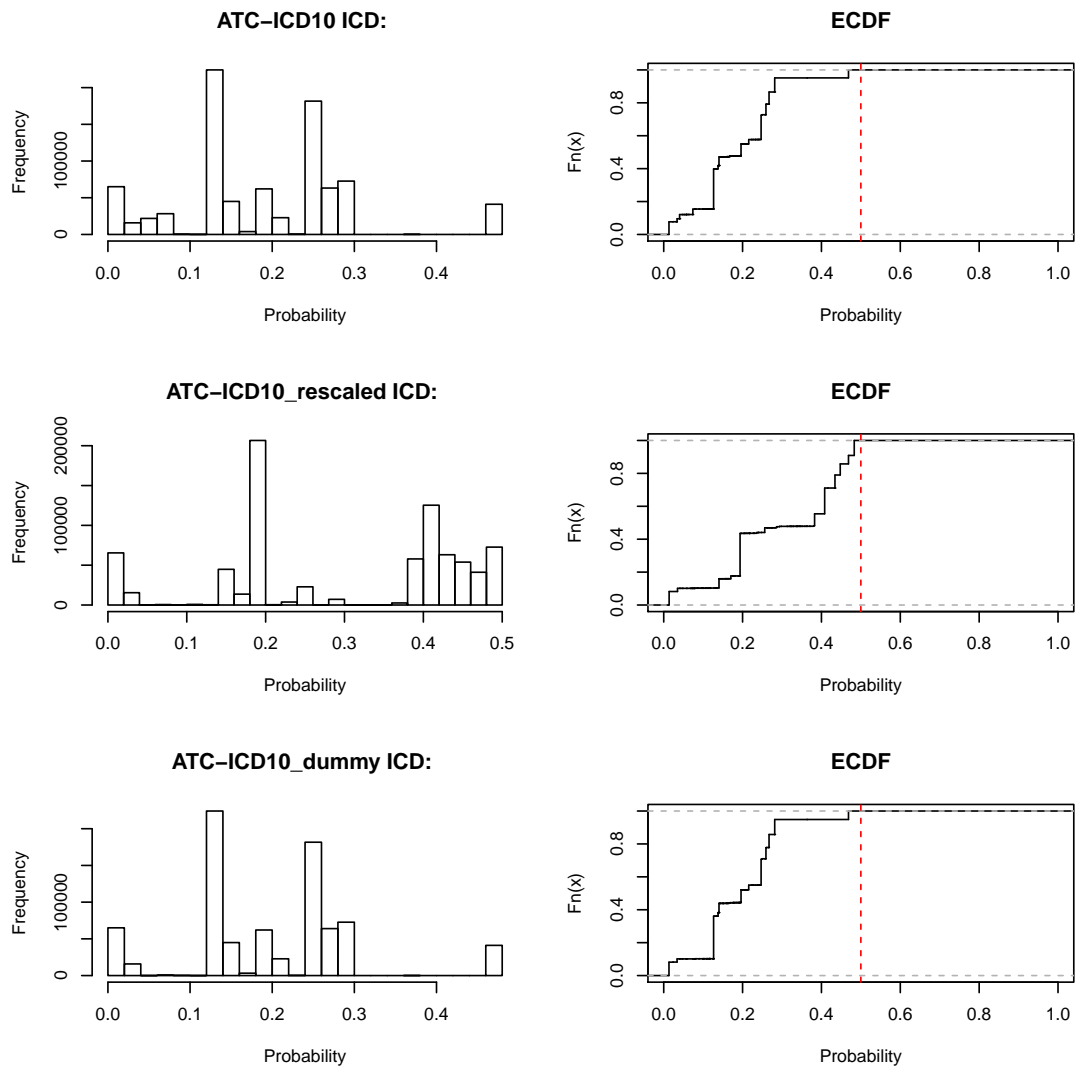 ATC−ICD10 ICD:
Frequency
0
100000
0.0 0.1 0.2 0.3 0.4
Probability
ECDF
Fn(x)
0.0 0.4 0.8
0.0 0.2 0.4 0.6 0.8 1.0
Probability
ATC−ICD10_rescaled ICD:
Frequency
0 100000 200000
0.0 0.1 0.2 0.3 0.4 0.5
Probability
ECDF
Fn(x)
0.0 0.4 0.8
0.0 0.2 0.4 0.6 0.8 1.0
Probability
ATC−ICD10_dummy ICD:
Frequency
0 100000
0.0 0.1 0.2 0.3 0.4
Probability
ECDF
Fn(x)
0.0 0.4 0.8
0.0 0.2 0.4 0.6 0.8 1.0
Probability